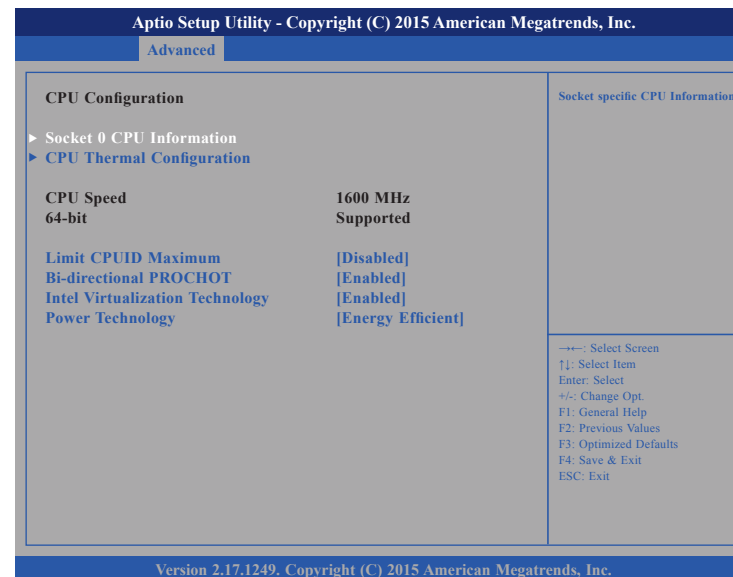 Aptio Setup Utility - Copyright (C) 2015 American Megatrends, Inc.
Advanced
CPU Configuration
▶ Socket 0 CPU Information
▶ CPU Thermal Configuration
CPU Speed 1600 MHz
64-bit Supported
Limit CPUID Maximum [Disabled]
Bi-directional PROCHOT [Enabled]
Intel Virtualization Technology [Enabled]
Power Technology [Energy Efficient]
Socket specific CPU Information
→←: Select Screen
↑↓: Select Item
Enter: Select
+/-: Change Opt.
F1: General Help
F2: Previous Values
F3: Optimized Defaults
F4: Save & Exit
ESC: Exit
Version 2.17.1249. Copyright (C) 2015 American Megatrends, Inc.